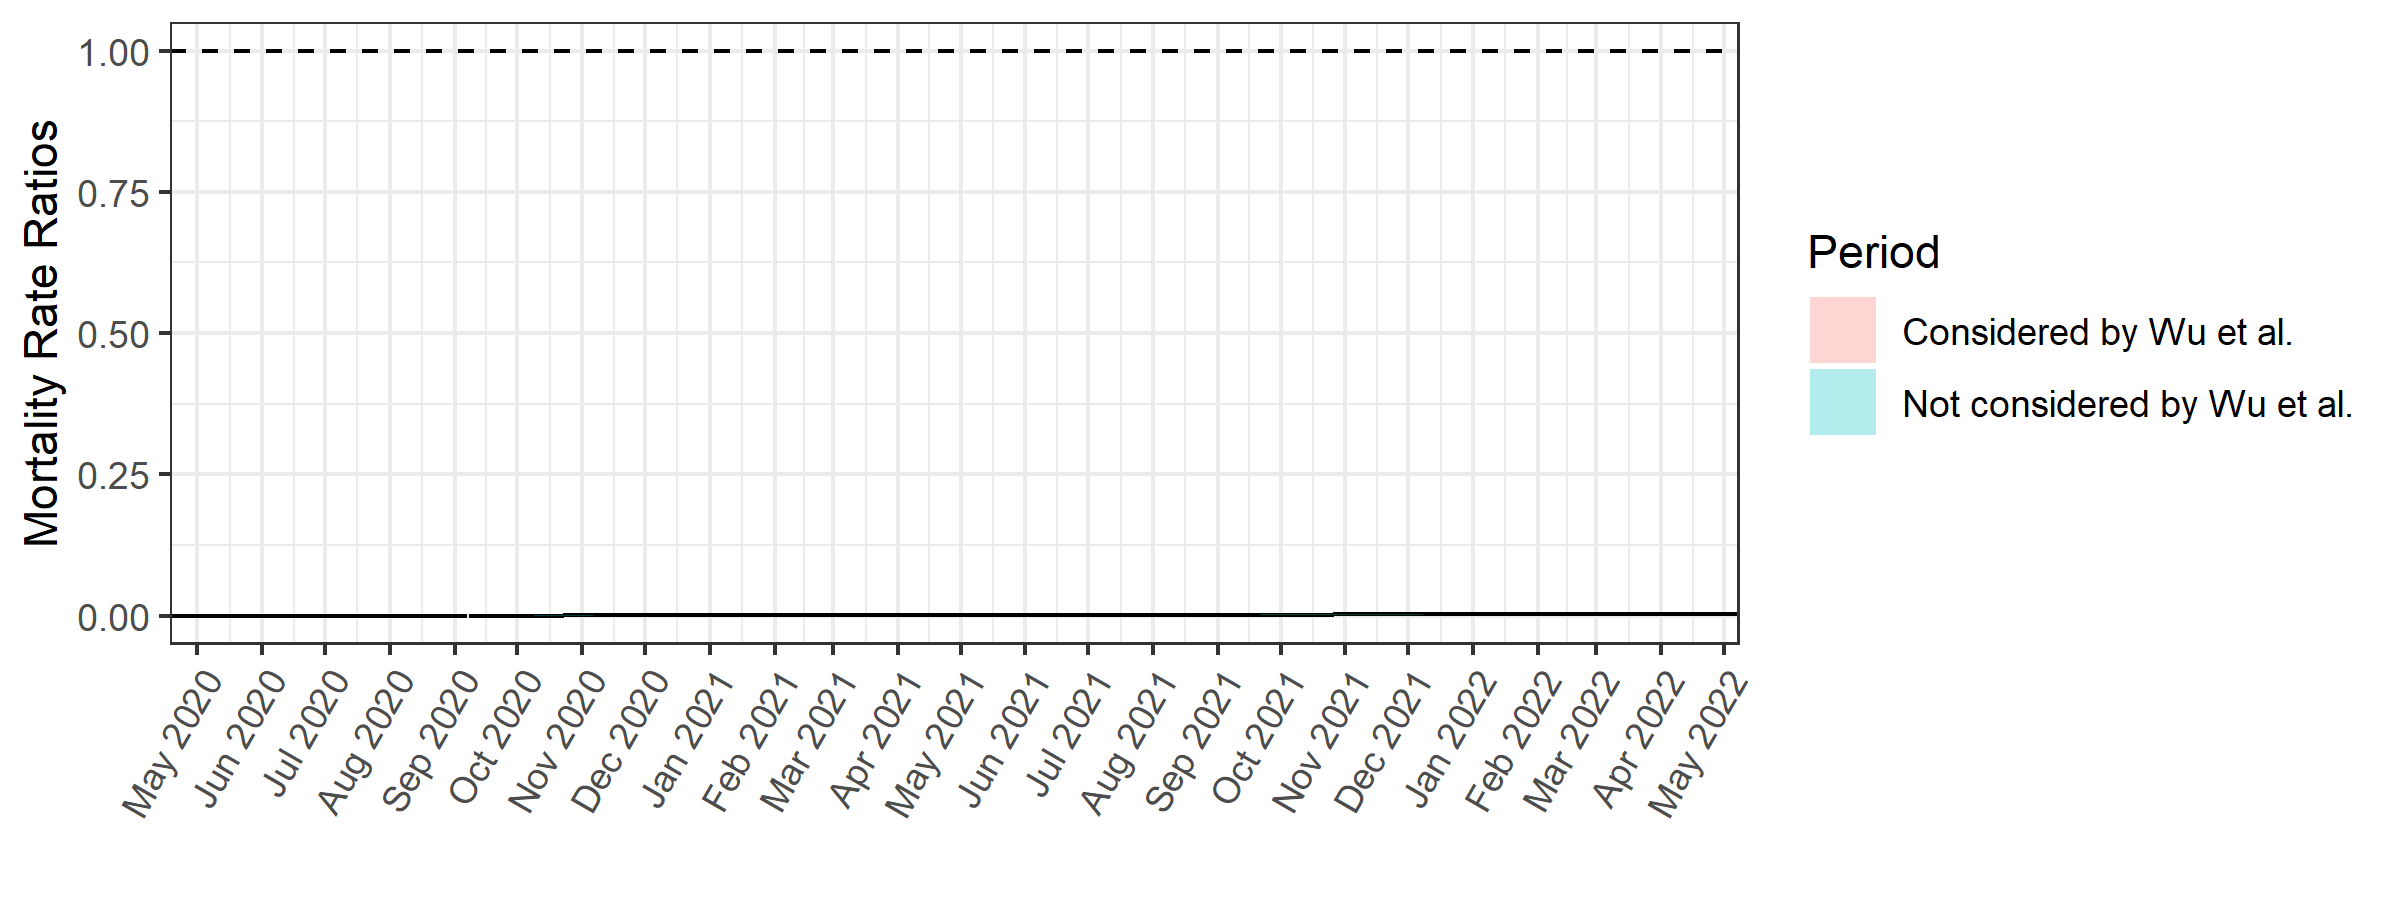 Mortality Rate Ratios
1.00
0.75
0.50
0.25
0.00
May 2020
Jun 2020
Jul 2020
Aug 2020
Sep 2020
Oct 2020
Nov 2020
Dec 2020
Jan 2021
Feb 2021
Mar 2021
Apr 2021
May 2021
Jun 2021
Jul 2021
Aug 2021
Sep 2021
Oct 2021
Nov 2021
Dec 2021
Jan 2022
Feb 2022
Mar 2022
Apr 2022
May 2022
Period
Considered by Wu et al.
Not considered by Wu et al.